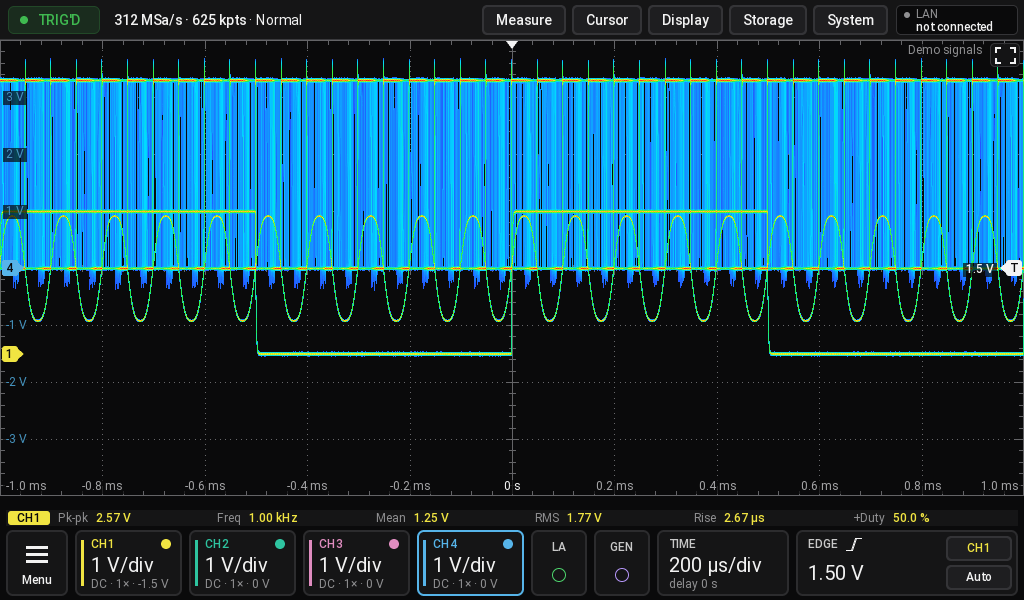 TRIG'D
312 MSa/s · 625 kpts · Normal
Measure
Cursor
Display
Storage
System
LAN
not connected
Demo signals
3 V
2 V
1 V
4
1.5 V
T
-1 V
1
-2 V
-3 V
-1.0 ms
-0.8 ms
-0.6 ms
-0.4 ms
-0.2 ms
0 s
0.2 ms
0.4 ms
0.6 ms
0.8 ms
1.0 ms
CH1 Pk-pk 2.57 V Freq 1.00 kHz Mean 1.25 V RMS 1.77 V Rise 2.67 µs +Duty 50.0 %
Menu
CH1
1 V/div
DC · 1× · -1.5 V
CH2
1 V/div
DC · 1× · 0 V
CH3
1 V/div
DC · 1× · 0 V
CH4
1 V/div
DC · 1× · 0 V
LA
GEN
TIME
200 µs/div
delay 0 s
EDGE
1.50 V
CH1
Auto